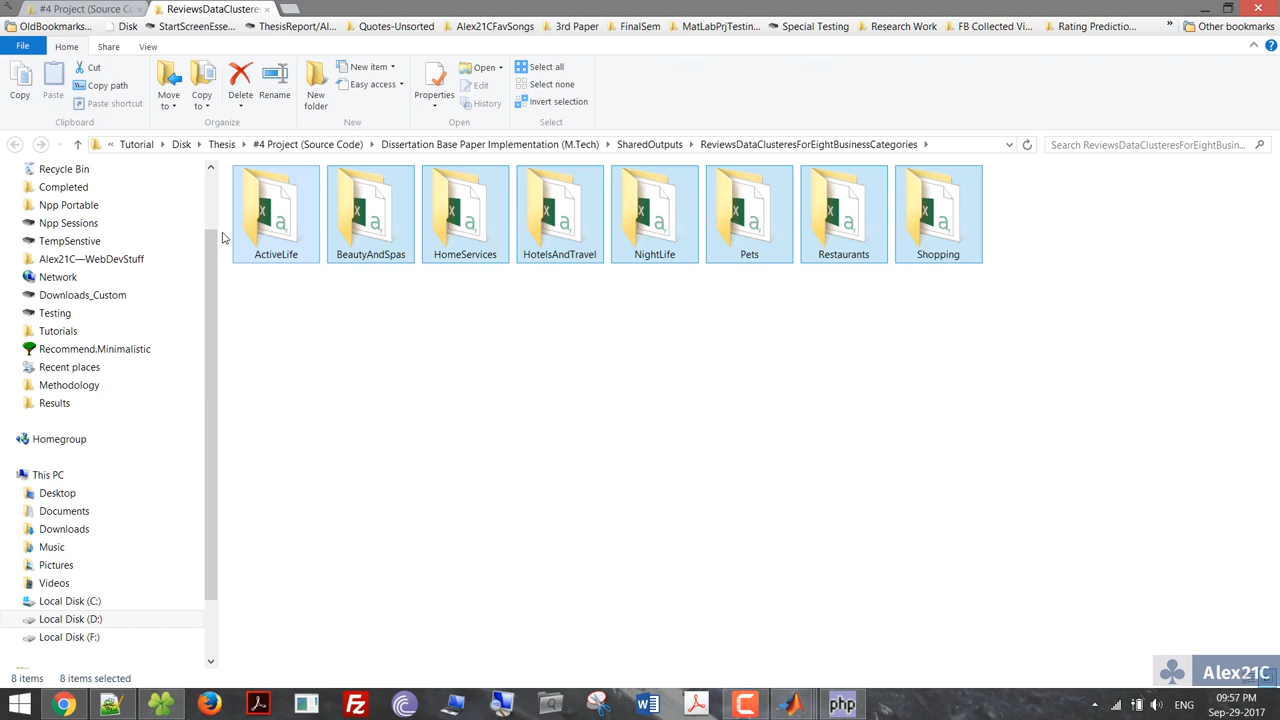 #4 Project (Source Co
ReviewsDataClusteres
OldBookmarks...
Disk
StartScreenEsse...
ThesisReport/Al...
Quotes-Unsorted
Alex21CFavSongs
3rd Paper
FinalSem
MatLabPrjTestin...
Special Testing
Research Work
FB Collected Vi...
Rating Predictio...
Other bookmarks
File
Home
Share
View
Copy
Paste
Cut
Copy path
Paste shortcut
Move to
Copy to
Delete
Rename
New folder
New item
Easy access
Properties
Open
Edit
History
Select all
Select none
Invert selection
Clipboard
Organize
New
Open
Select
Tutorial
Disk
Thesis
#4 Project (Source Code)
Dissertation Base Paper Implementation (M.Tech)
SharedOutputs
ReviewsDataClusteresForEightBusinessCategories
Search ReviewsDataClusteresForEightBusin...
Recycle Bin
Completed
Npp Portable
Npp Sessions
TempSenstive
Alex21C—WebDevStuff
Network
Downloads_Custom
Testing
Tutorials
Recommend.Minimalistic
Recent places
Methodology
Results
Homegroup
This PC
Desktop
Documents
Downloads
Music
Pictures
Videos
Local Disk (C:)
Local Disk (D:)
Local Disk (F:)
ActiveLife
BeautyAndSpas
HomeServices
HotelsAndTravel
NightLife
Pets
Restaurants
Shopping
8 items
8 items selected
Alex21C
php
ENG
09:57 PM
Sep-29-2017